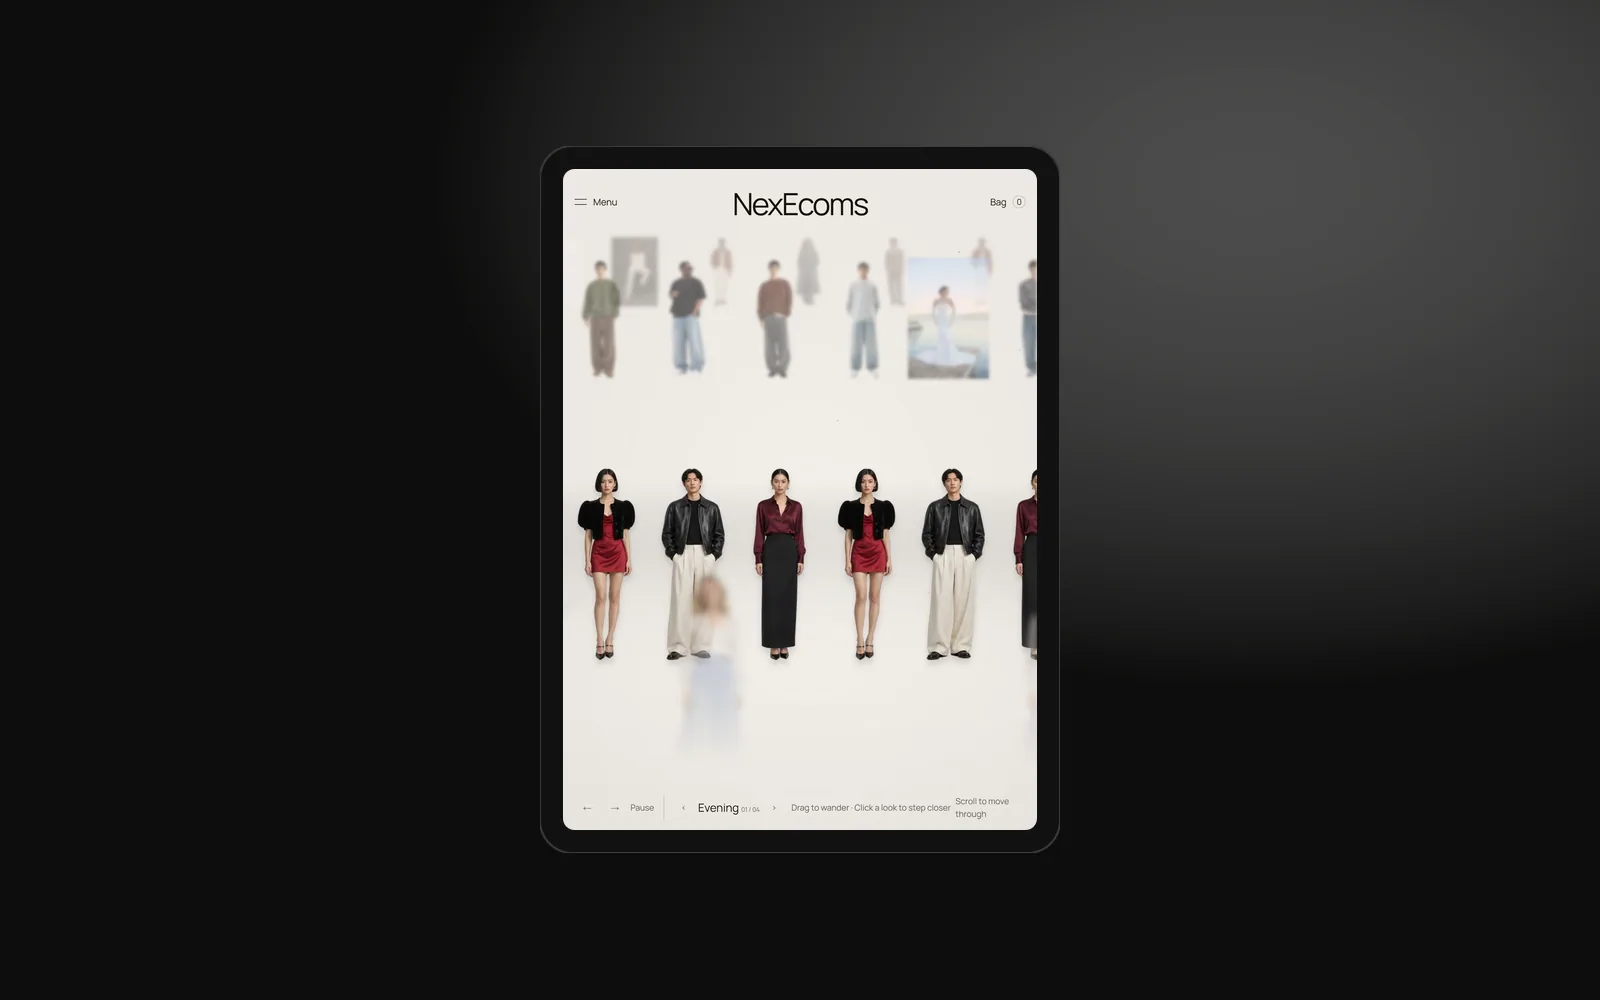 Menu
NexEcoms
Bag 0
← → Pause
‹ Evening 01 / 04 ›
Drag to wander · Click a look to step closer
Scroll to move
through